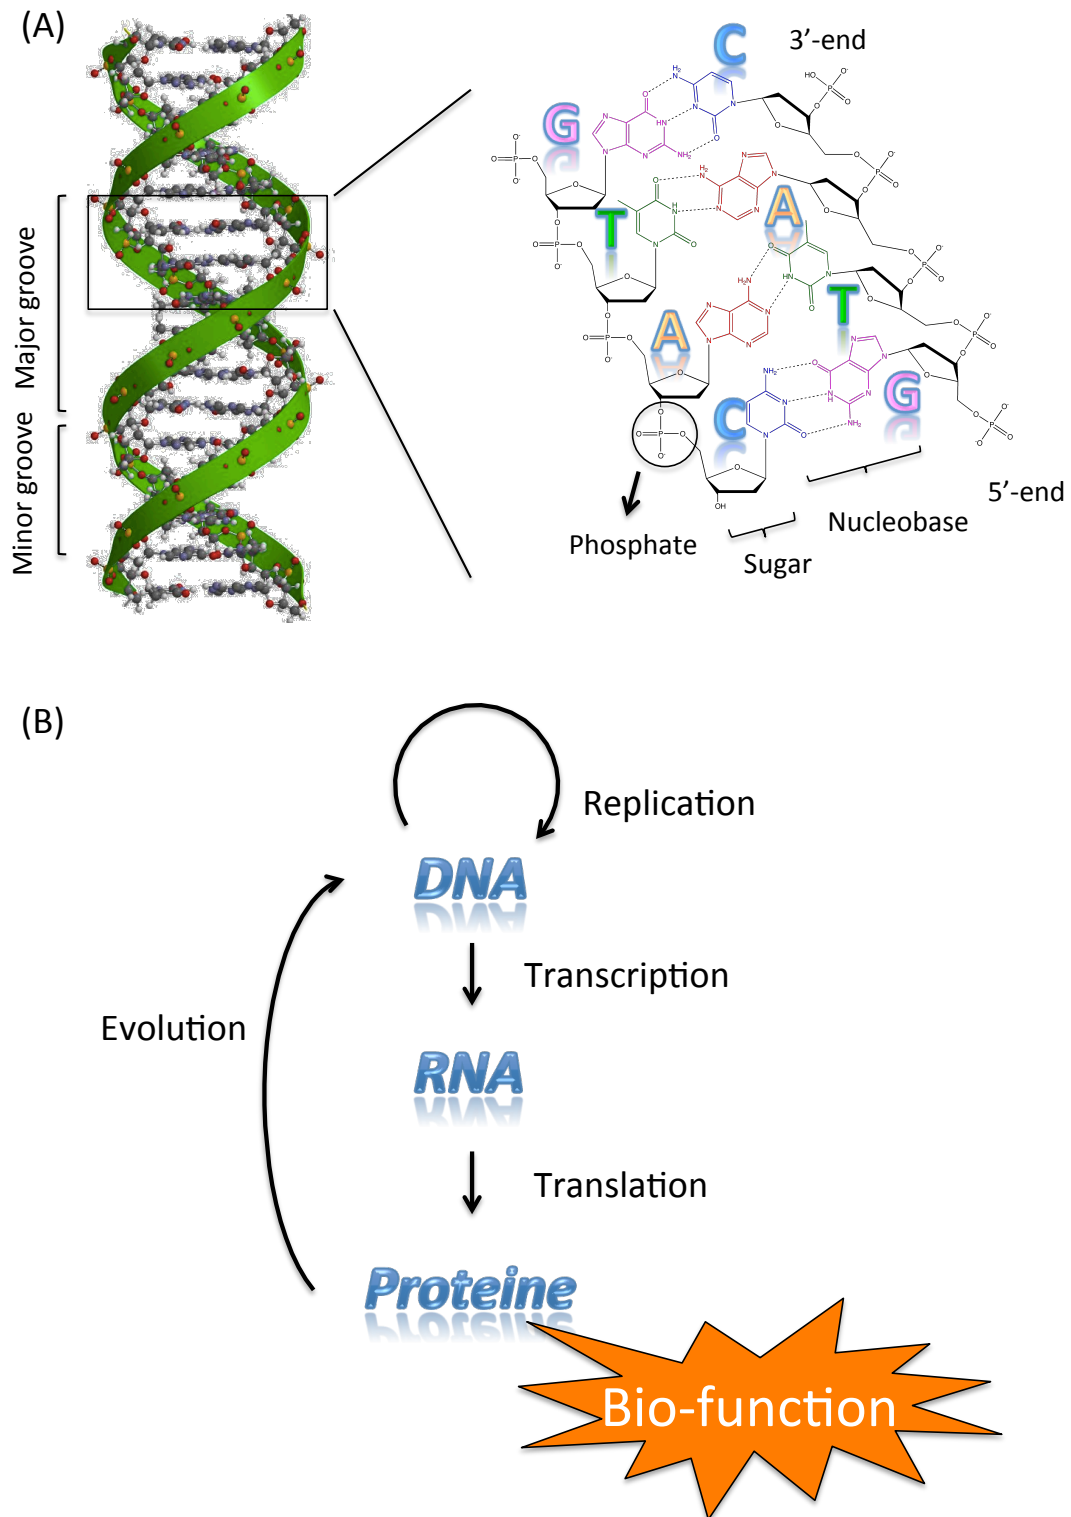 (A)
C
3’-end
G
T
A
A
T
C
G
Major groove
Minor groove
5’-end
Nucleobase
Phosphate
Sugar
(B)
Replication
DNA
Transcription
Evolution
RNA
Translation
Proteine
Bio-function